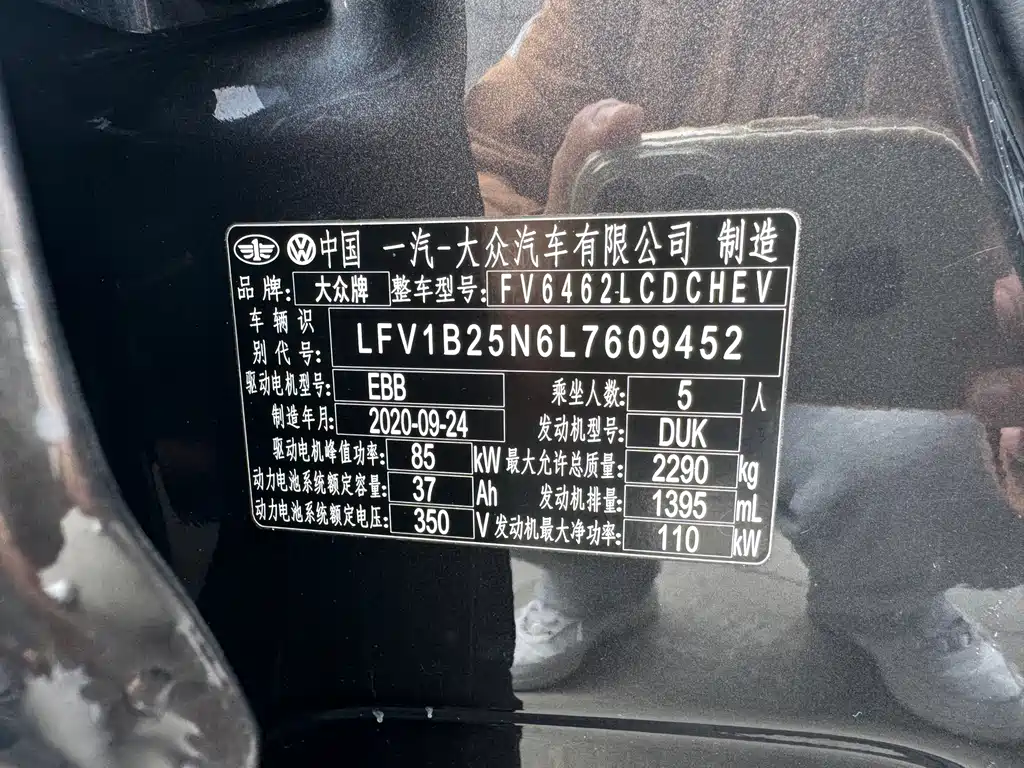 中国 一汽-大众汽车有限公司 制造
品牌: 大众牌 整车型号: FV6462LCDCHEV
车辆识别代号: LFV1B25N6L7609452
驱动电机型号: EBB 乘坐人数: 5 人
制造年月: 2020-09-24 发动机型号: DUK
驱动电机峰值功率: 85 kW 最大允许总质量: 2290 kg
动力电池系统额定容量: 37 Ah 发动机排量: 1395 mL
动力电池系统额定电压: 350 V 发动机最大净功率: 110 kW